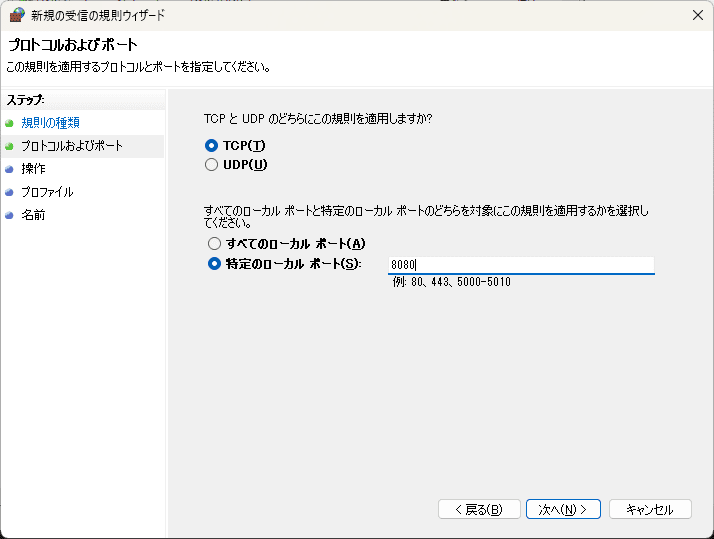 新規の受信の規則ウィザード
プロトコルおよびポート
この規則を適用するプロトコルとポートを指定してください。
ステップ:
規則の種類
プロトコルおよびポート
操作
プロファイル
名前
TCP と UDP のどちらにこの規則を適用しますか?
TCP(T)
UDP(U)
すべてのローカル ポートと特定のローカル ポートのどちらを対象にこの規則を適用するかを選択し
てください。
すべてのローカル ポート(A)
特定のローカル ポート(S):
8080
例: 80、443、5000-5010
< 戻る(B)
次へ(N) >
キャンセル